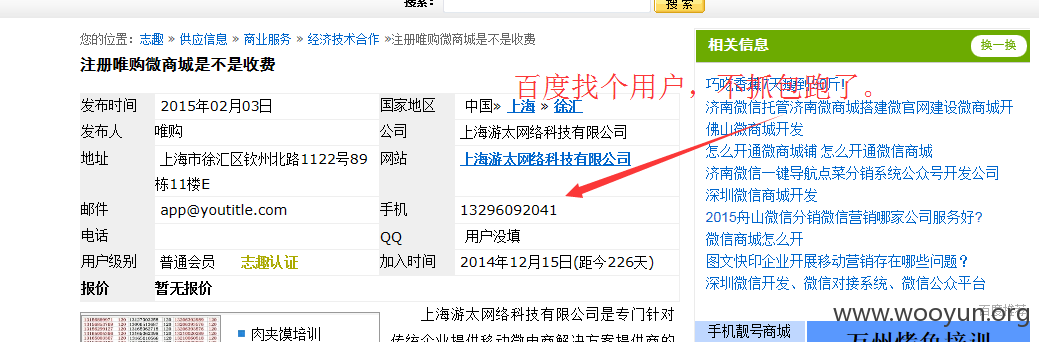 搜索：
搜 索
您的位置：志趣 » 供应信息 » 商业服务 » 经济技术合作 »注册唯购微商城是不是收费
注册唯购微商城是不是收费
发布时间 2015年02月03日 国家地区 中国» 上海 » 徐汇
发布人 唯购 公司 上海游太网络科技有限公司
地址 上海市徐汇区钦州北路1122号89栋11楼E 网站 上海游太网络科技有限公司
邮件 app@youtitle.com 手机 13296092041
电话 QQ 用户没填
用户级别 普通会员 志趣认证 加入时间 2014年12月15日(距今226天)
报价 暂无报价
肉夹馍培训
上海游太网络科技有限公司是专门针对
传统企业提供移动微电商解决方案提供商的
百度找个用户，不抓包跑了。
相关信息 换一换
济南微信托管济南微商城搭建微官网建设微商城开
佛山微商城开发
怎么开通微商城铺 怎么开通微信商城
济南微信一键导航点菜分销系统公众号开发公司
深圳微信商城开发
2015舟山微信分销微信营销哪家公司服务好?
微信商城怎么开
图文快印企业开展移动营销存在哪些问题？
深圳微信开发、微信对接系统、微信公众平台
百度推荐
www.wooyun.org
手机靓号商城
万州烤鱼培训